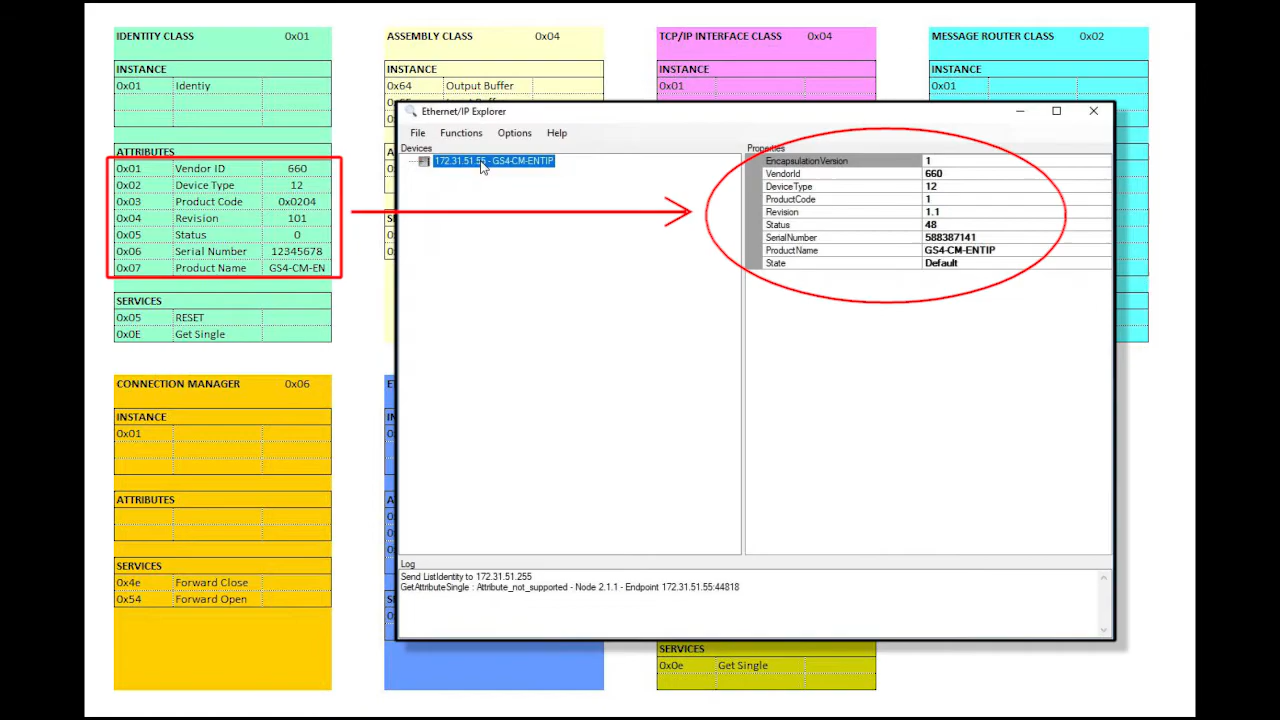 IDENTITY CLASS 0x01
INSTANCE
0x01 Identiy
ATTRIBUTES
0x01 Vendor ID 660
0x02 Device Type 12
0x03 Product Code 0x0204
0x04 Revision 101
0x05 Status 0
0x06 Serial Number 12345678
0x07 Product Name GS4-CM-EN
SERVICES
0x05 RESET
0x0E Get Single
ASSEMBLY CLASS 0x04
INSTANCE
0x64 Output Buffer
TCP/IP INTERFACE CLASS 0x04
INSTANCE
0x01
MESSAGE ROUTER CLASS 0x02
INSTANCE
0x01
Ethernet/IP Explorer
File Functions Options Help
Devices
172.31.51.55 - GS4-CM-ENTIP
Properties
EncapsulationVersion 1
VendorId 660
DeviceType 12
ProductCode 1
Revision 1.1
Status 48
SerialNumber 588387141
ProductName GS4-CM-ENTIP
State Default
Log
Send ListIdentity to 172.31.51.255
GetAttributeSingle : Attribute_not_supported - Node 2.1.1 - Endpoint 172.31.51.55:44818
CONNECTION MANAGER 0x06
INSTANCE
0x01
ATTRIBUTES
SERVICES
0x4e Forward Close
0x54 Forward Open
SERVICES
0x0e Get Single